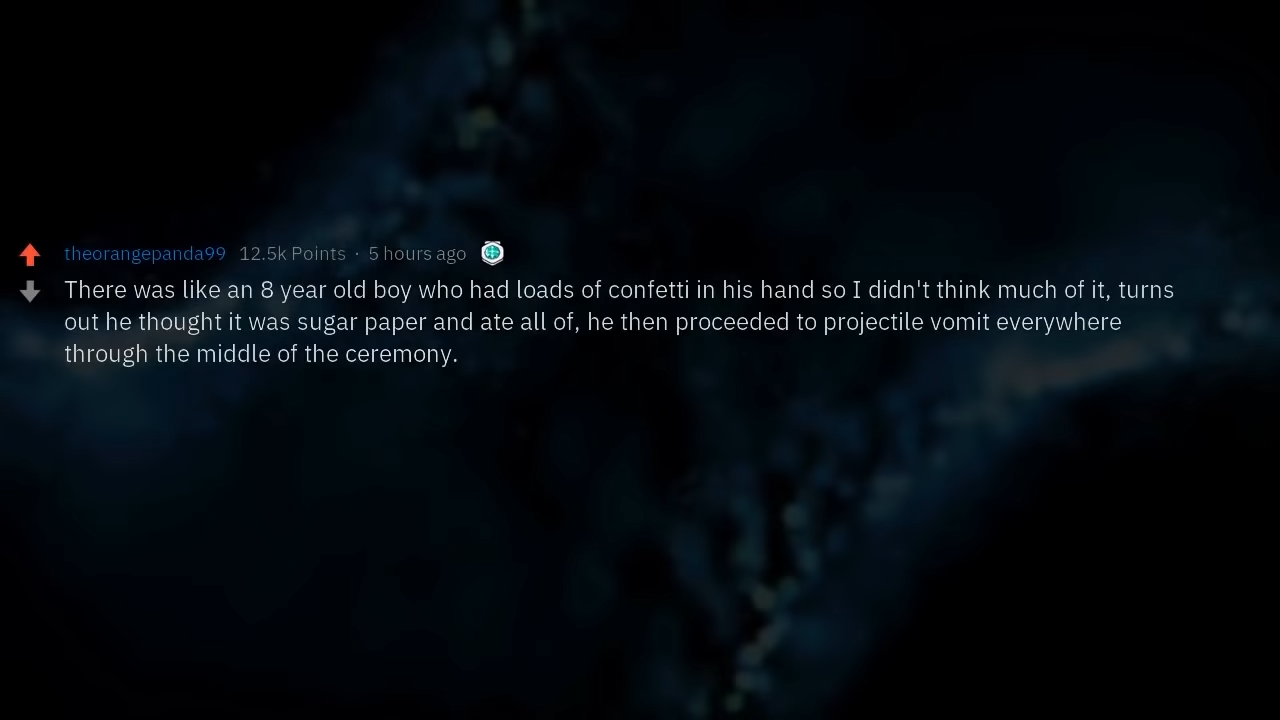 theorangepanda99 12.5k Points · 5 hours ago
There was like an 8 year old boy who had loads of confetti in his hand so I didn't think much of it, turns
out he thought it was sugar paper and ate all of, he then proceeded to projectile vomit everywhere
through the middle of the ceremony.